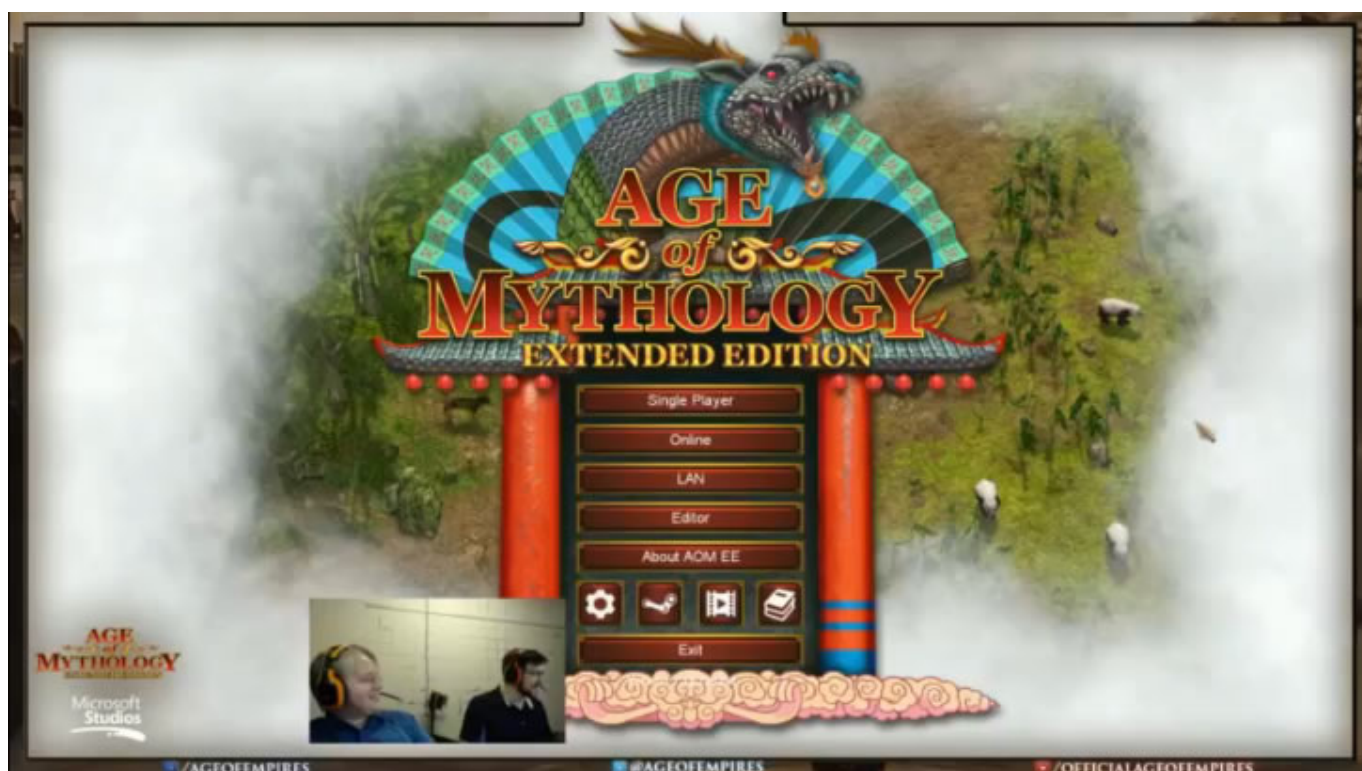 AGE
of
MYTHOLOGY
EXTENDED EDITION
Single Player
Online
LAN
Editor
About AOM EE
Exit
AGE
of
MYTHOLOGY
Microsoft
Studios
/AGEOFEMPIRES
@AGEOFEMPIRES
/OFFICIALAGEOFEMPIRES